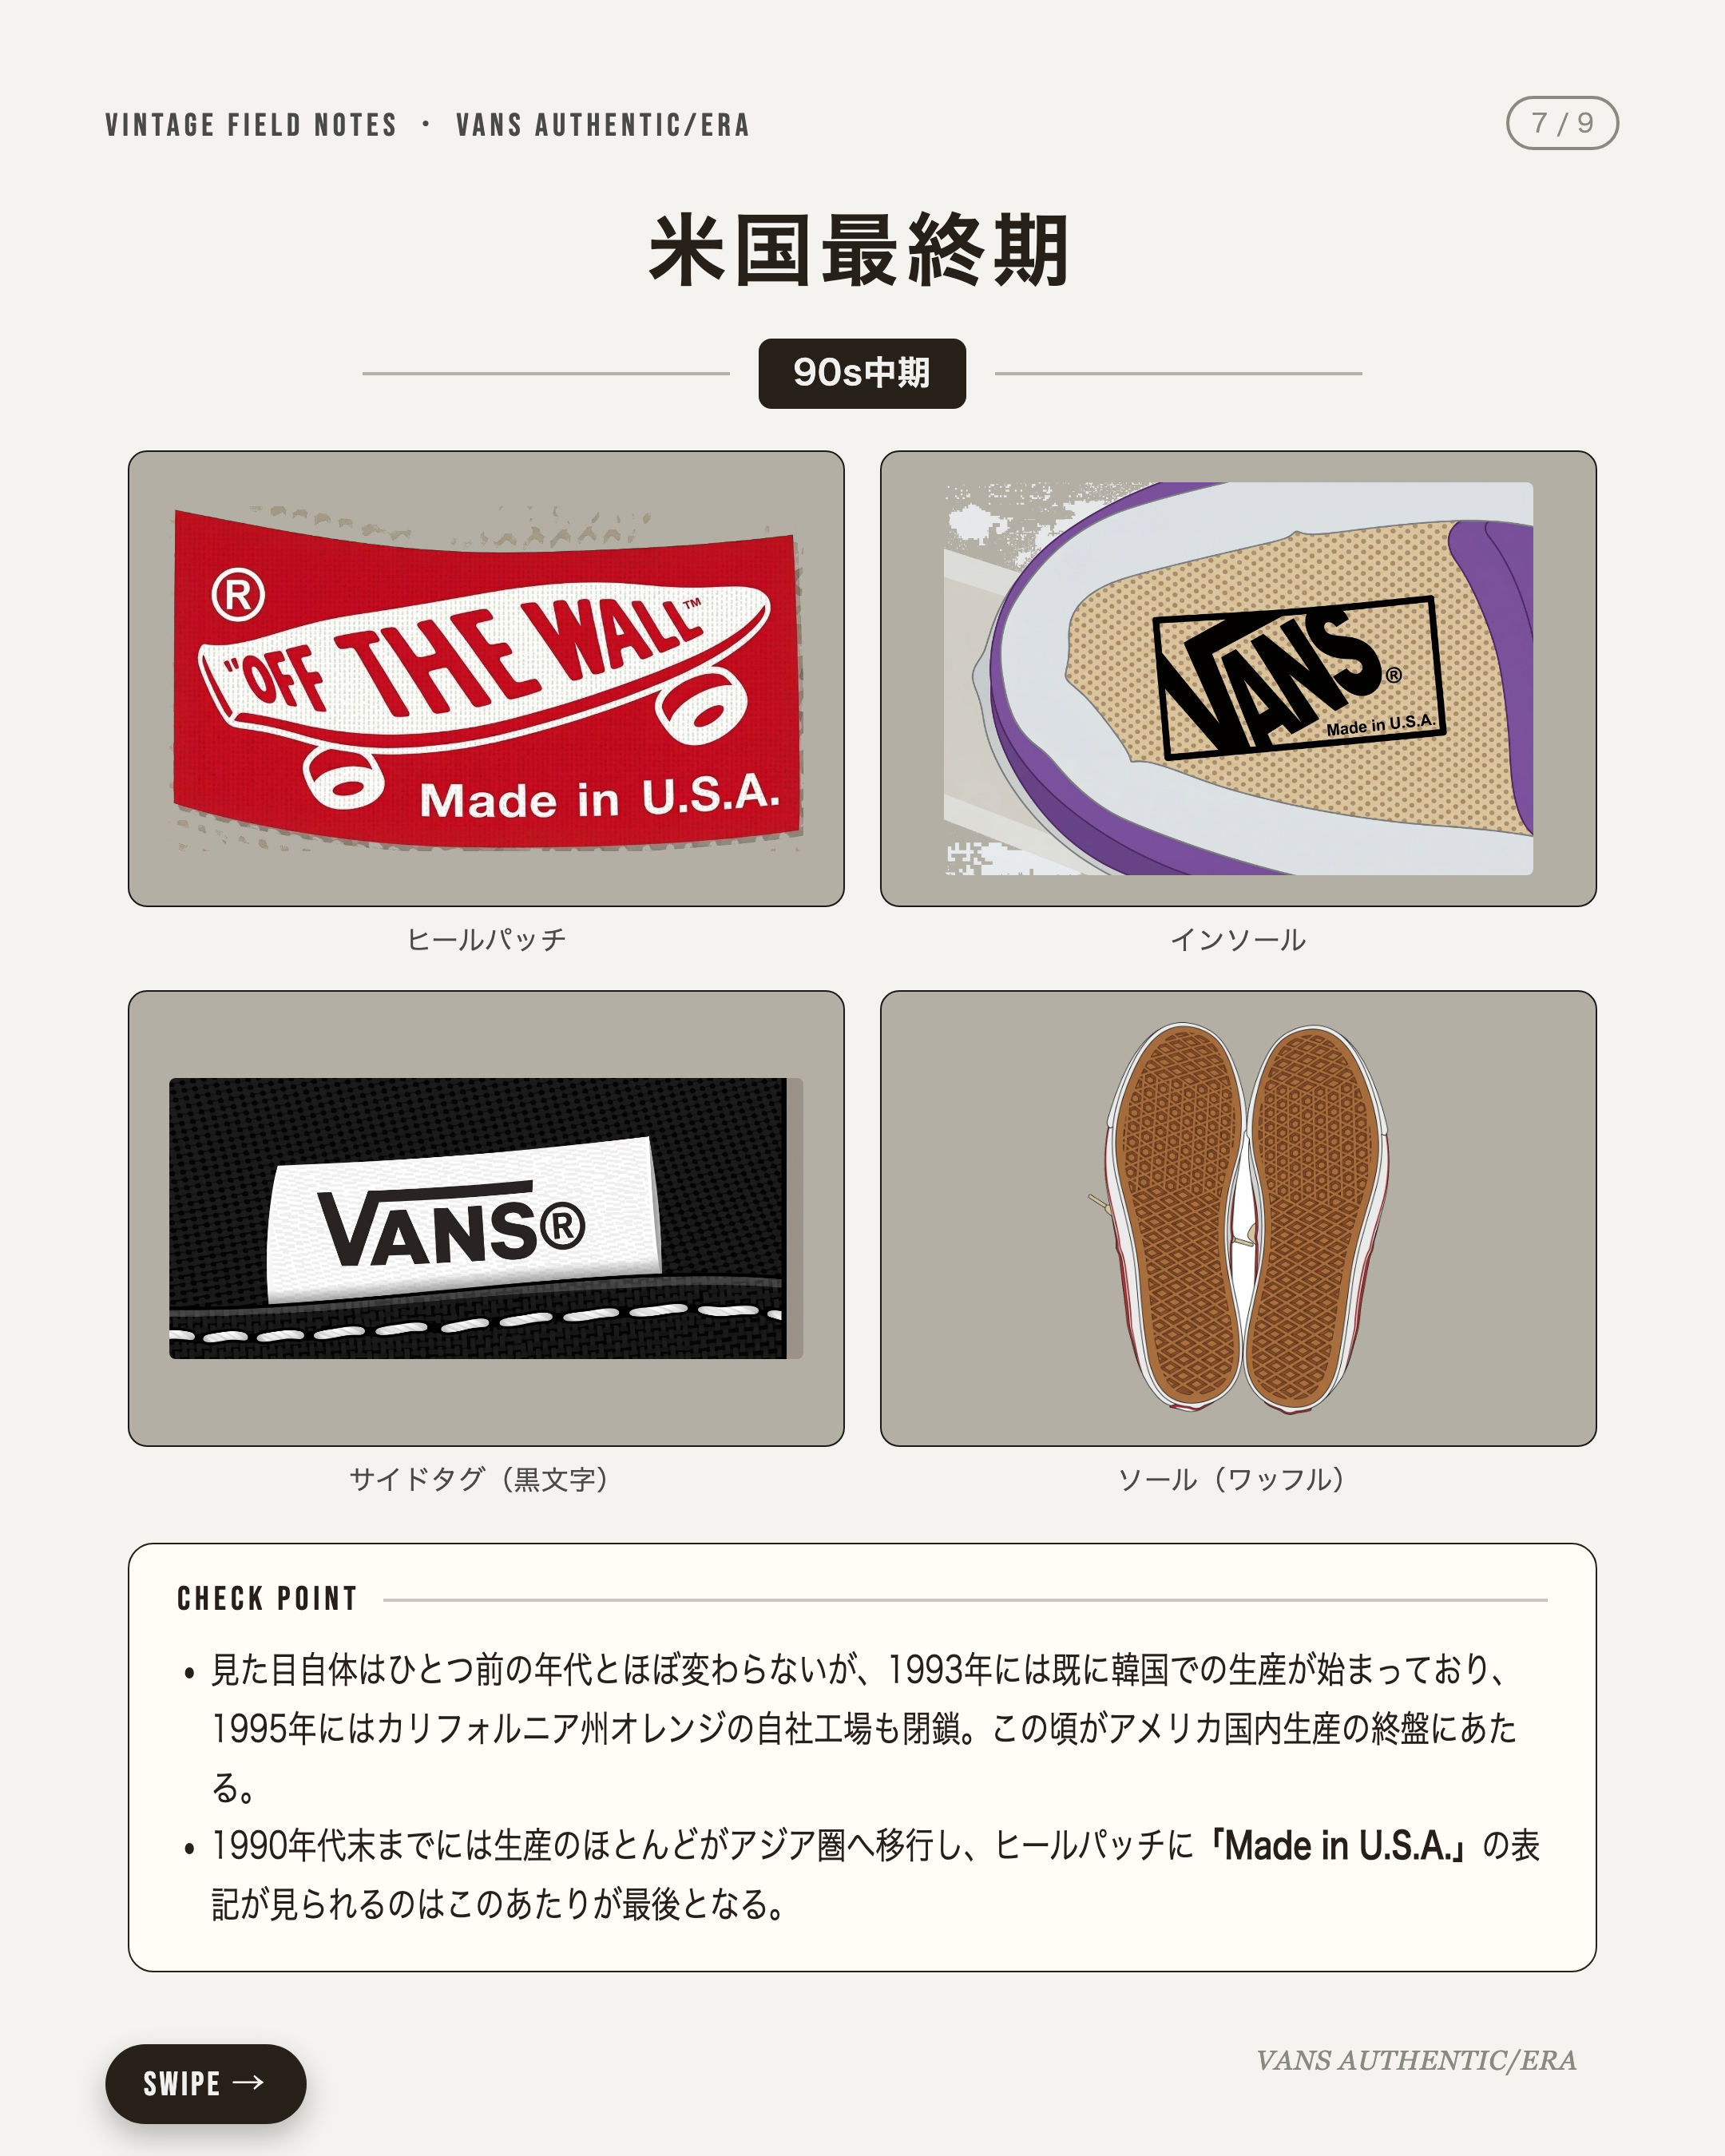 VINTAGE FIELD NOTES ・ VANS AUTHENTIC/ERA
7 / 9
米国最終期
90s中期
®
"OFF THE WALL™
Made in U.S.A.
ヒールパッチ
VANS®
Made in U.S.A.
インソール
VANS®
サイドタグ（黒文字）
ソール（ワッフル）
CHECK POINT
• 見た目自体はひとつ前の年代とほぼ変わらないが、1993年には既に韓国での生産が始まっており、
1995年にはカリフォルニア州オレンジの自社工場も閉鎖。この頃がアメリカ国内生産の終盤にあた
る。
• 1990年代末までには生産のほとんどがアジア圏へ移行し、ヒールパッチに「Made in U.S.A.」の表
記が見られるのはこのあたりが最後となる。
SWIPE →
VANS AUTHENTIC/ERA